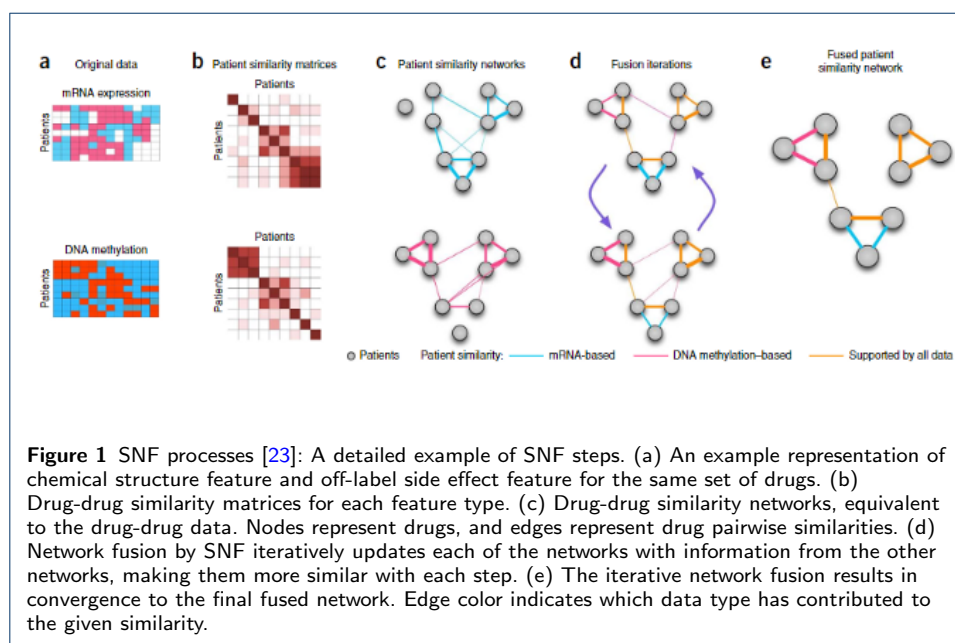 a Original data
b Patient similarity matrices
c Patient similarity networks
d Fusion iterations
e Fused patient
similarity network
mRNA expression
Patients
Patients
DNA methylation
Patients
Patients
Patients Patient similarity: mRNA-based DNA methylation–based Supported by all data
Figure 1 SNF processes [23]: A detailed example of SNF steps. (a) An example representation of
chemical structure feature and off-label side effect feature for the same set of drugs. (b)
Drug-drug similarity matrices for each feature type. (c) Drug-drug similarity networks, equivalent
to the drug-drug data. Nodes represent drugs, and edges represent drug pairwise similarities. (d)
Network fusion by SNF iteratively updates each of the networks with information from the other
networks, making them more similar with each step. (e) The iterative network fusion results in
convergence to the final fused network. Edge color indicates which data type has contributed to
the given similarity.